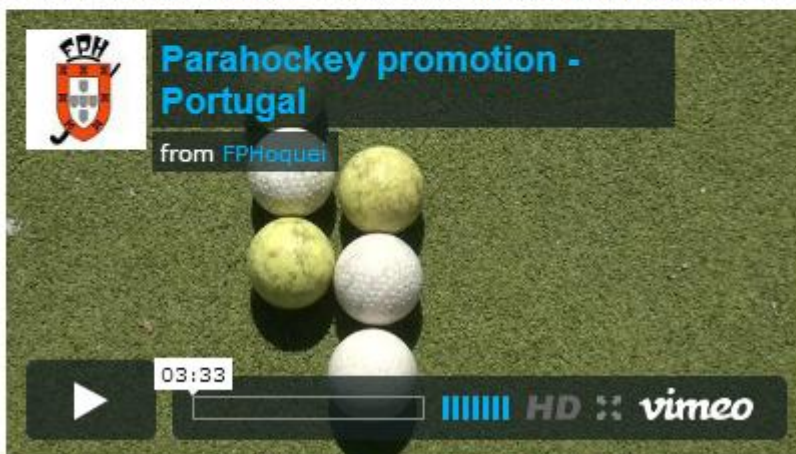 FPH
Parahockey promotion -
Portugal
from FPHoquei
03:33
HD
vimeo